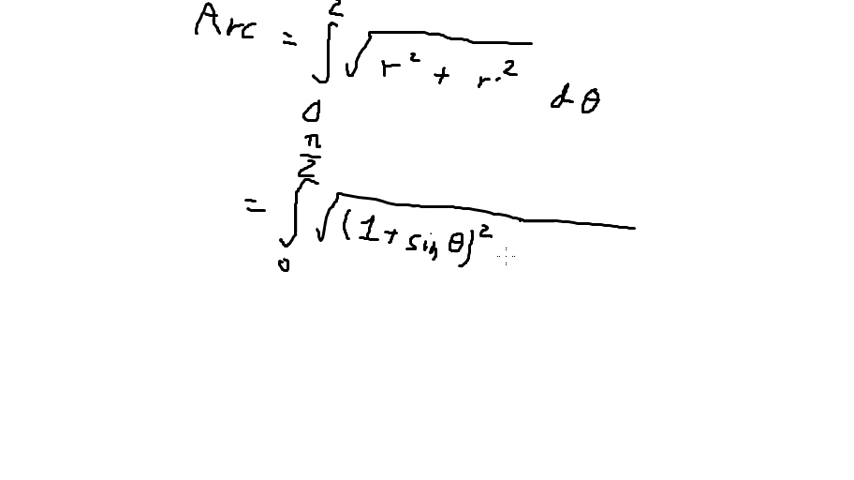 Arc = ∫₀² √(r² + r·²) dθ
= ∫₀^(π/2) √((1 + sin θ)²